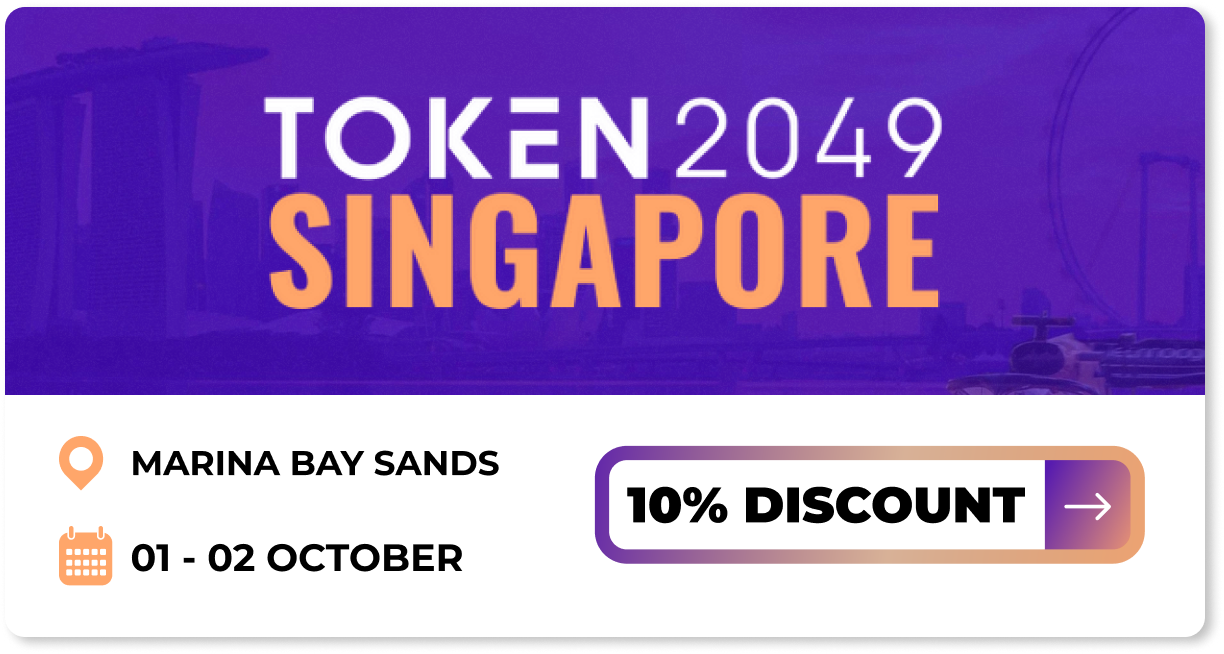 TOKEN2049
SINGAPORE
MARINA BAY SANDS
01 - 02 OCTOBER
10% DISCOUNT